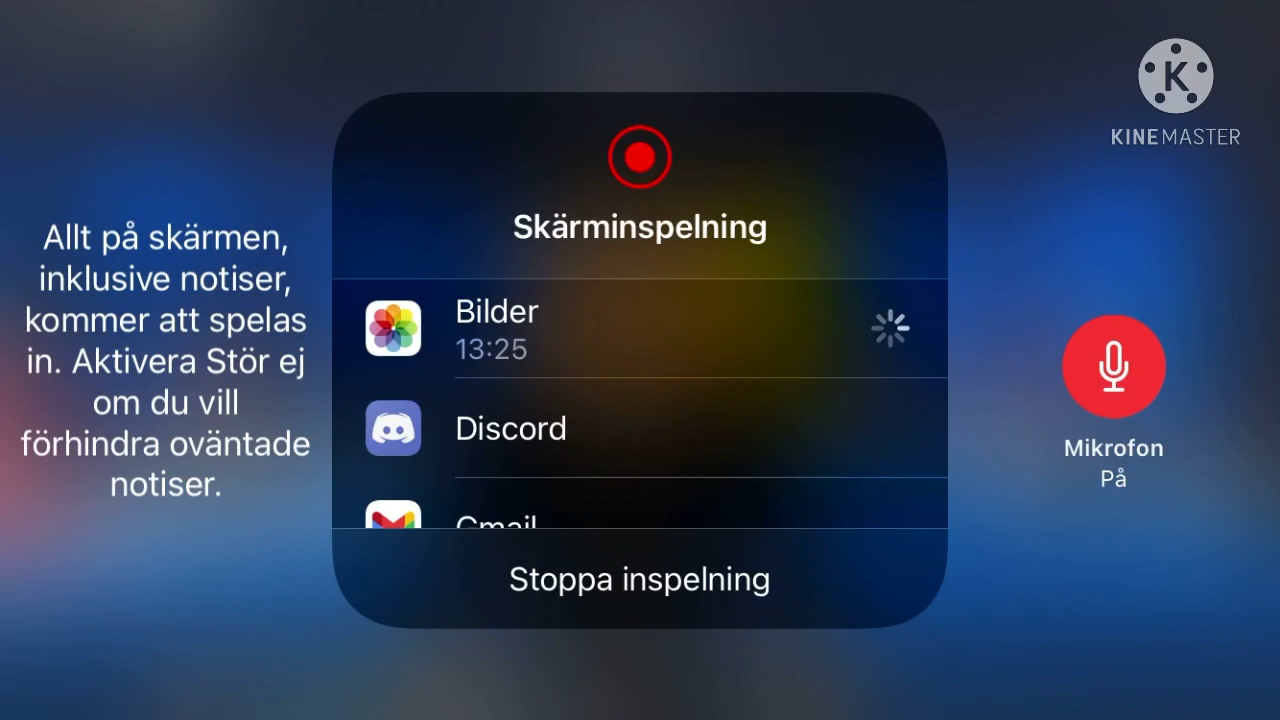 K
KINEMASTER
Skärminspelning
Allt på skärmen,
inklusive notiser,
kommer att spelas
in. Aktivera Stör ej
om du vill
förhindra oväntade
notiser.
Bilder
13:25
Discord
Gmail
Stoppa inspelning
Mikrofon
På